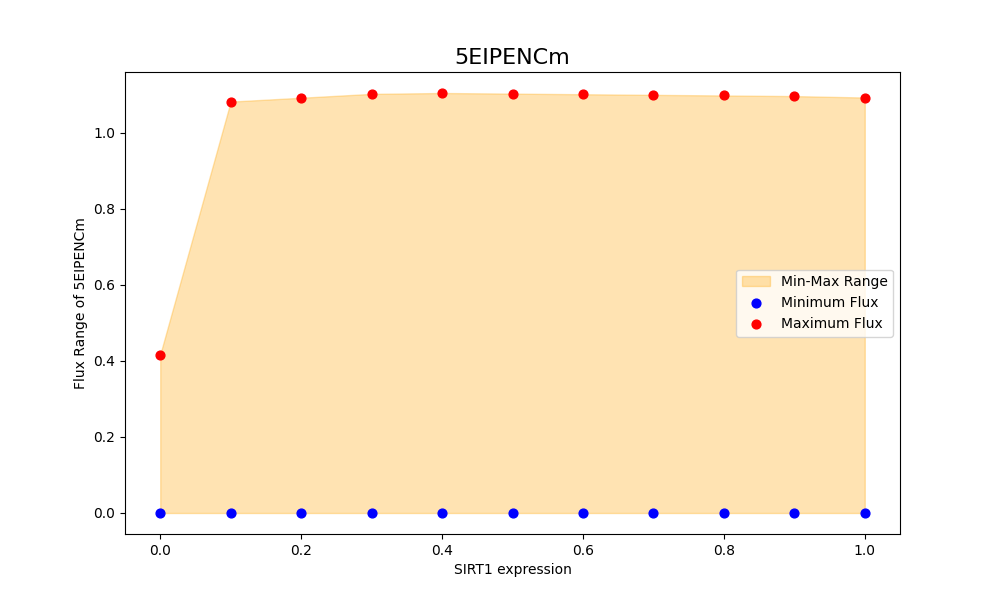 5EIPENCm
Flux Range of 5EIPENCm
1.0
0.8
0.6
0.4
0.2
0.0
Min-Max Range
Minimum Flux
Maximum Flux
0.0 0.2 0.4 0.6 0.8 1.0
SIRT1 expression